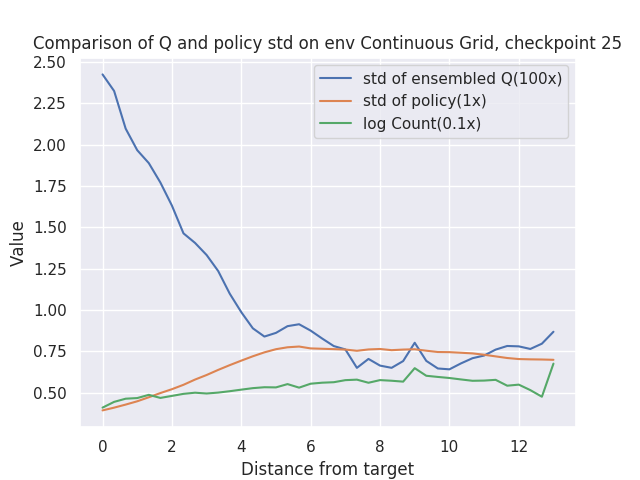 Comparison of Q and policy std on env Continuous Grid, checkpoint 25
std of ensembled Q(100x)
std of policy(1x)
log Count(0.1x)
Value
2.50
2.25
2.00
1.75
1.50
1.25
1.00
0.75
0.50
0 2 4 6 8 10 12
Distance from target